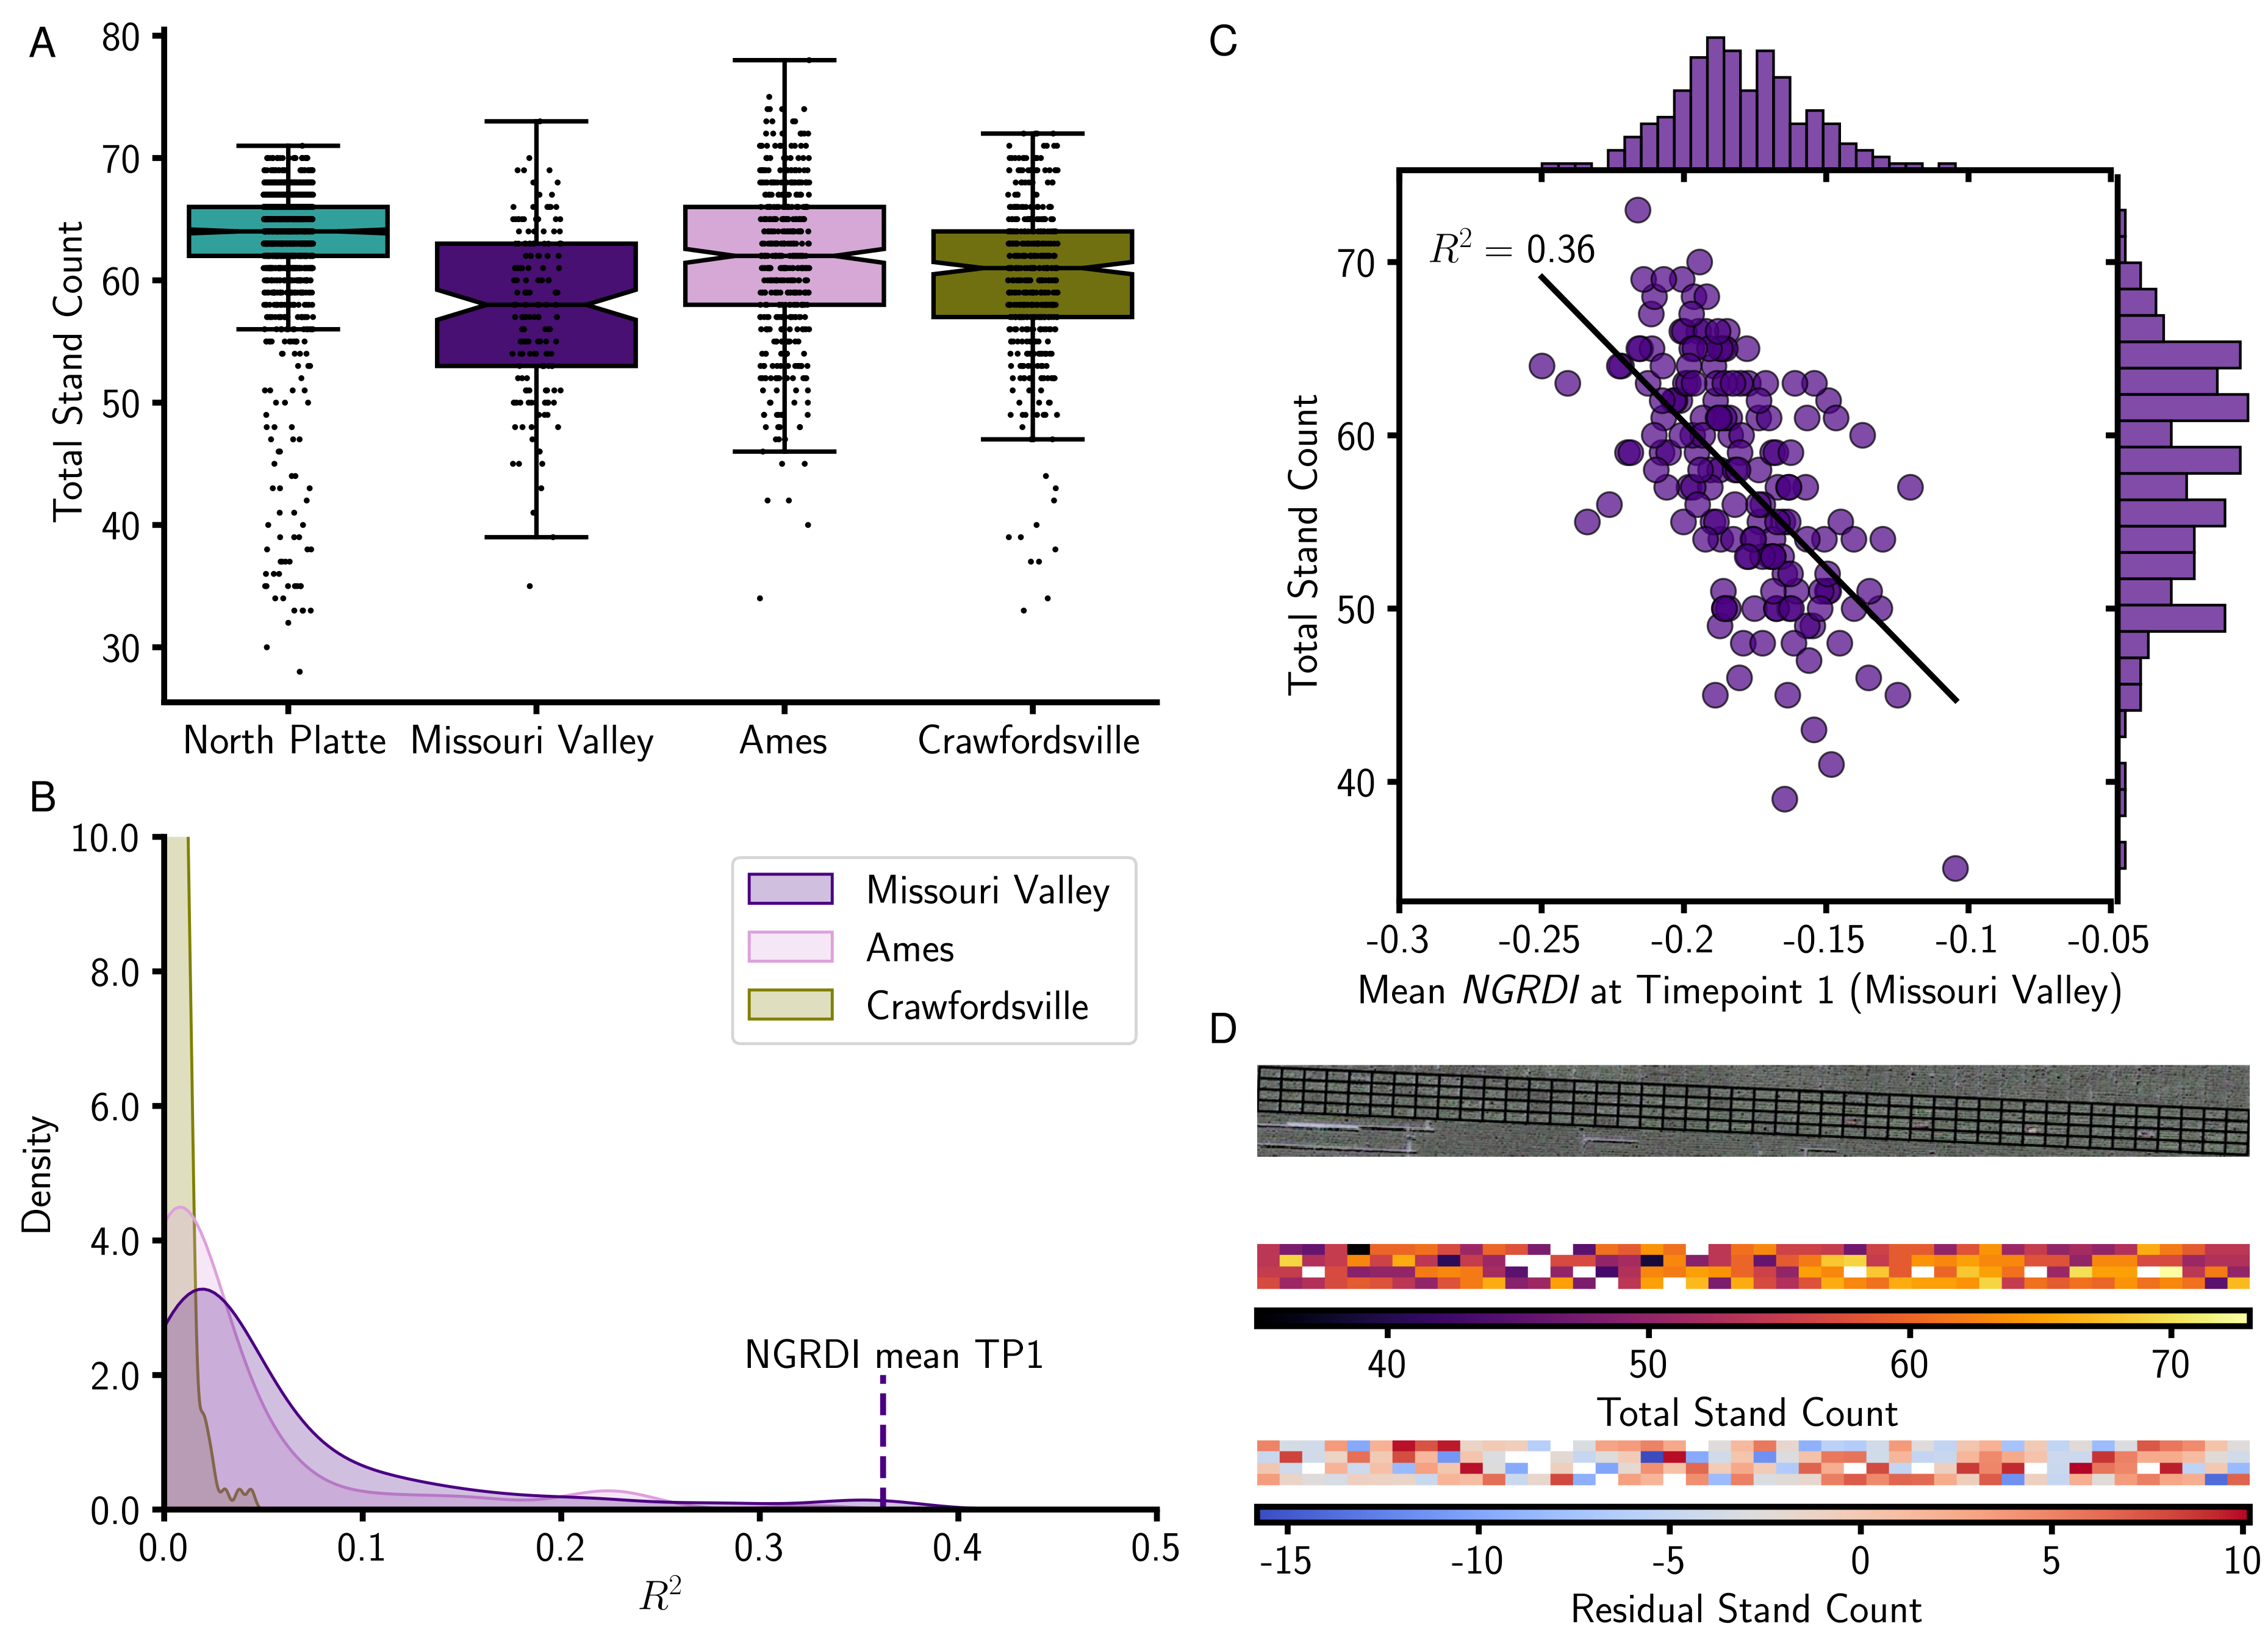 A
80
70
60
50
40
30
Total Stand Count
North Platte
Missouri Valley
Ames
Crawfordsville
B
10.0
8.0
6.0
4.0
2.0
0.0
Density
Missouri Valley
Ames
Crawfordsville
NGRDI mean TP1
0.0
0.1
0.2
0.3
0.4
0.5
R²
C
R² = 0.36
70
60
50
40
Total Stand Count
-0.3
-0.25
-0.2
-0.15
-0.1
-0.05
Mean NGRDI at Timepoint 1 (Missouri Valley)
D
40
50
60
70
Total Stand Count
-15
-10
-5
0
5
10
Residual Stand Count